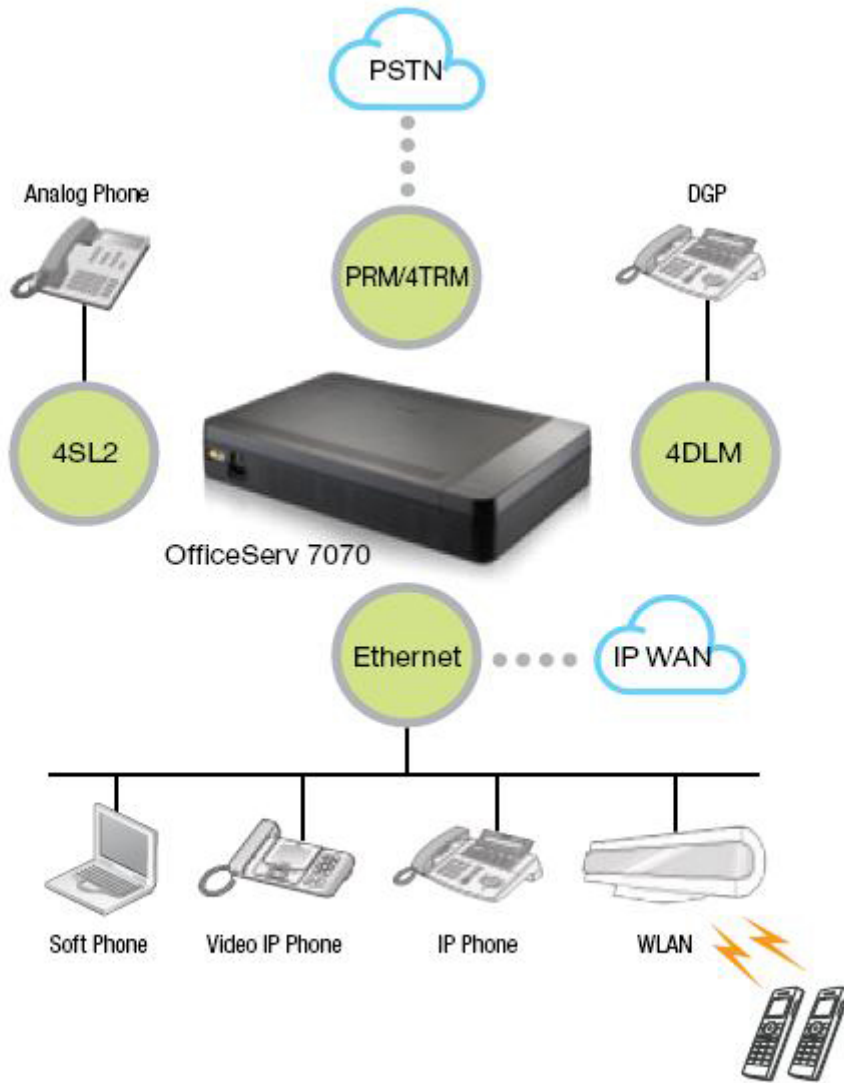 PSTN
Analog Phone
DGP
PRM/4TRM
4SL2
4DLM
OfficeServ 7070
Ethernet
IP WAN
Soft Phone
Video IP Phone
IP Phone
WLAN